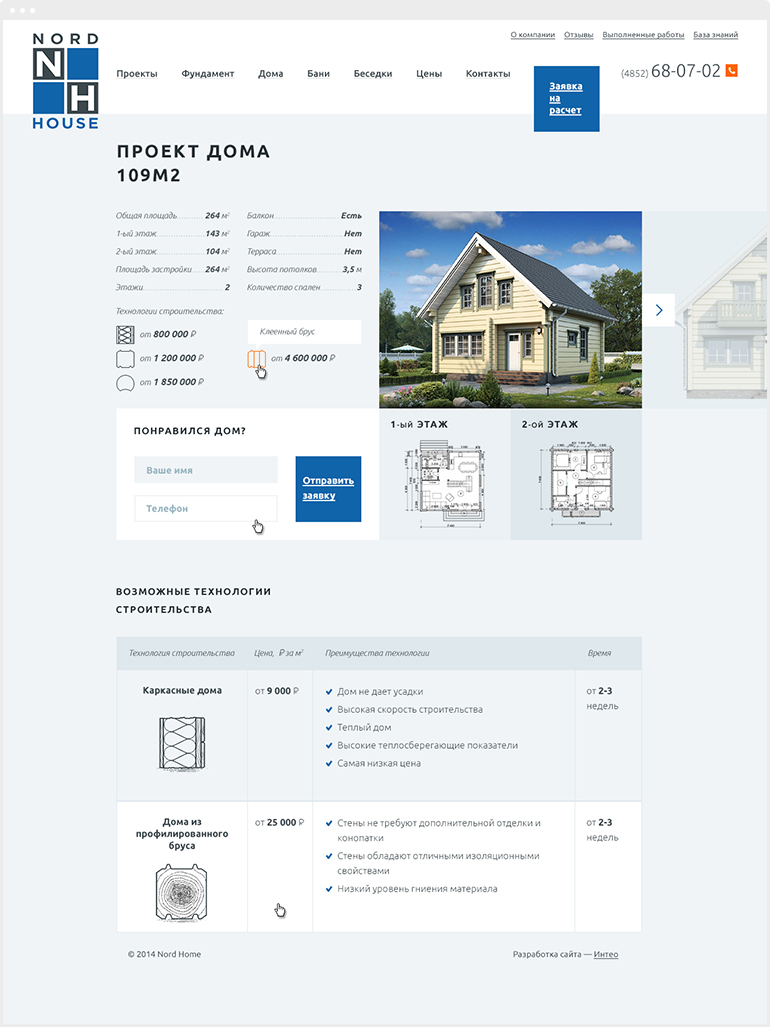 NORD
N
H
HOUSE
О компании Отзывы Выполненные работы База знаний
Проекты Фундамент Дома Бани Беседки Цены Контакты
Заявка
на
расчет
(4852) 68-07-02
ПРОЕКТ ДОМА
109М2
Общая площадь 264 м²
1-ый этаж 143 м²
2-ый этаж 104 м²
Площадь застройки 264 м²
Этажи 2
Балкон Есть
Гараж Нет
Терраса Нет
Высота потолков 3,5 м
Количество спален 3
Технологии строительства:
от 800 000 ₽
от 1 200 000 ₽
от 1 850 000 ₽
Клеенный брус
от 4 600 000 ₽
ПОНРАВИЛСЯ ДОМ?
Ваше имя
Телефон
Отправить
заявку
1-ый ЭТАЖ
2-ой ЭТАЖ
ВОЗМОЖНЫЕ ТЕХНОЛОГИИ
СТРОИТЕЛЬСТВА
Технология строительства Цена, ₽ за м² Преимущества технологии Время
Каркасные дома
от 9 000 ₽
Дом не дает усадки
Высокая скорость строительства
Теплый дом
Высокие теплосберегающие показатели
Самая низкая цена
от 2-3
недель
Дома из
профилированного
бруса
от 25 000 ₽
Стены не требуют дополнительной отделки и
конопатки
Стены обладают отличными изоляционными
свойствами
Низкий уровень гниения материала
от 2-3
недель
© 2014 Nord Home
Разработка сайта — Интео